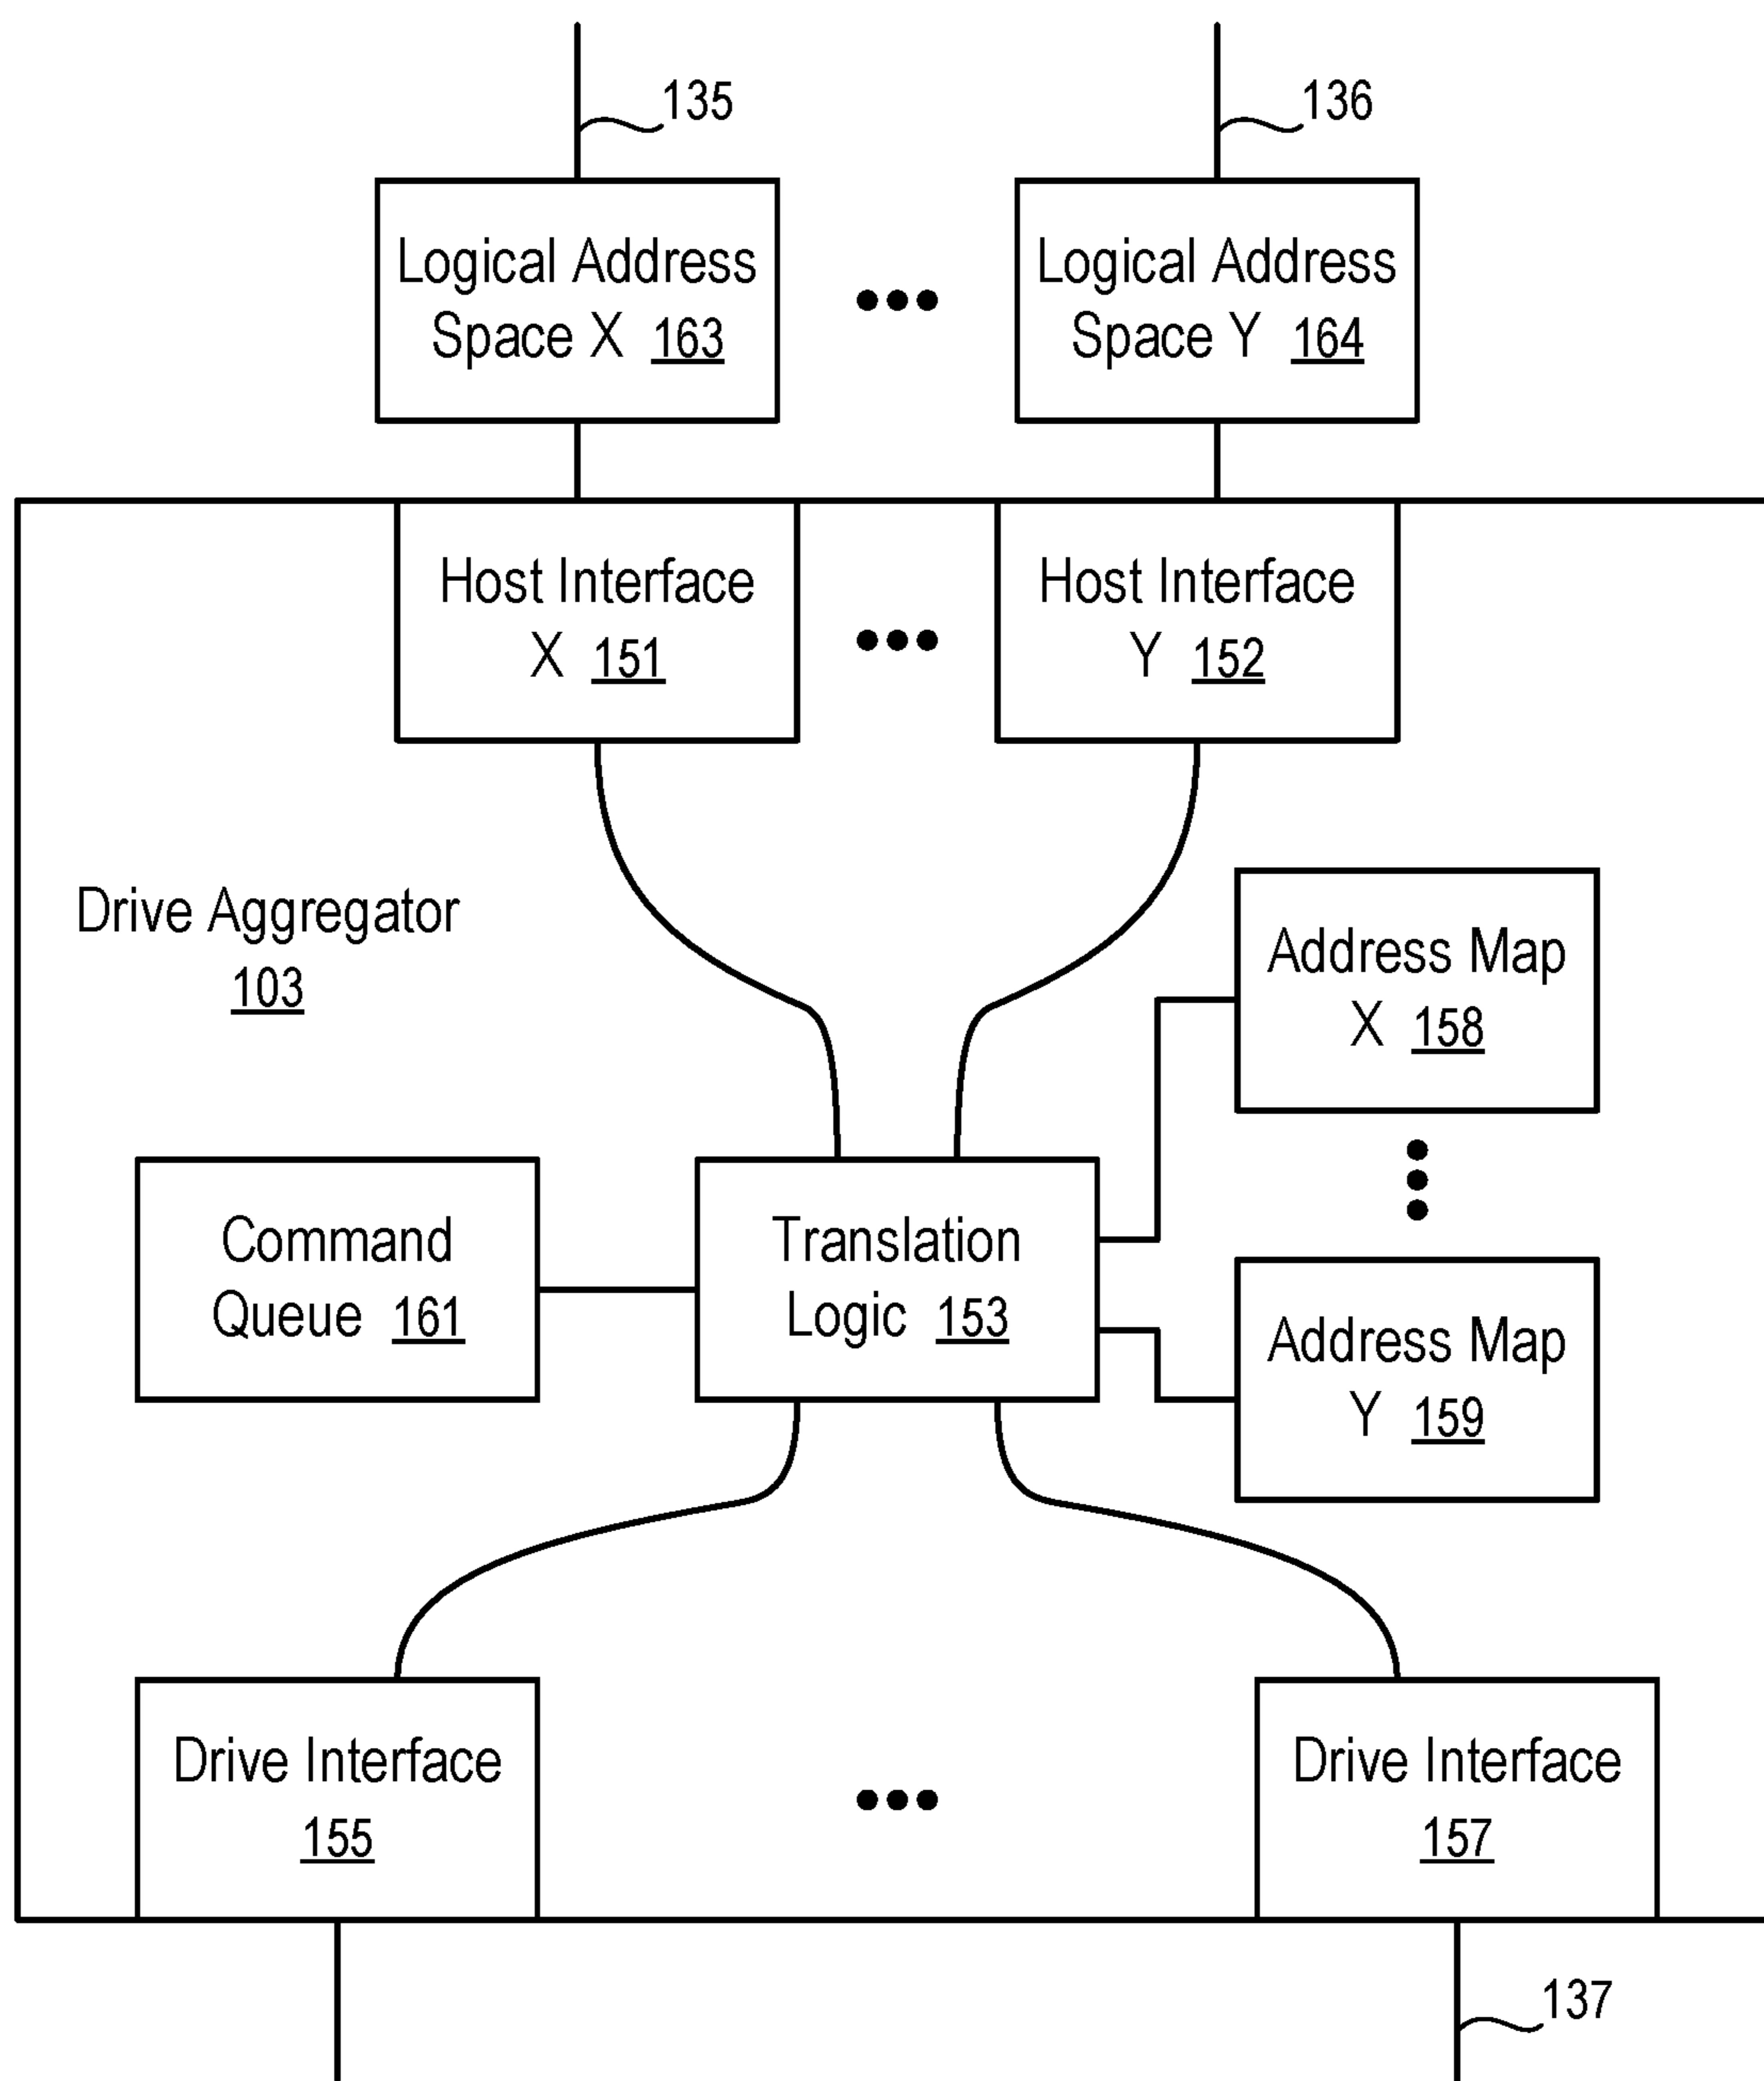 135
136
Logical Address
Space X 163
Logical Address
Space Y 164
Host Interface
X 151
Host Interface
Y 152
Drive Aggregator
103
Address Map
X 158
Command
Queue 161
Translation
Logic 153
Address Map
Y 159
Drive Interface
155
Drive Interface
157
137